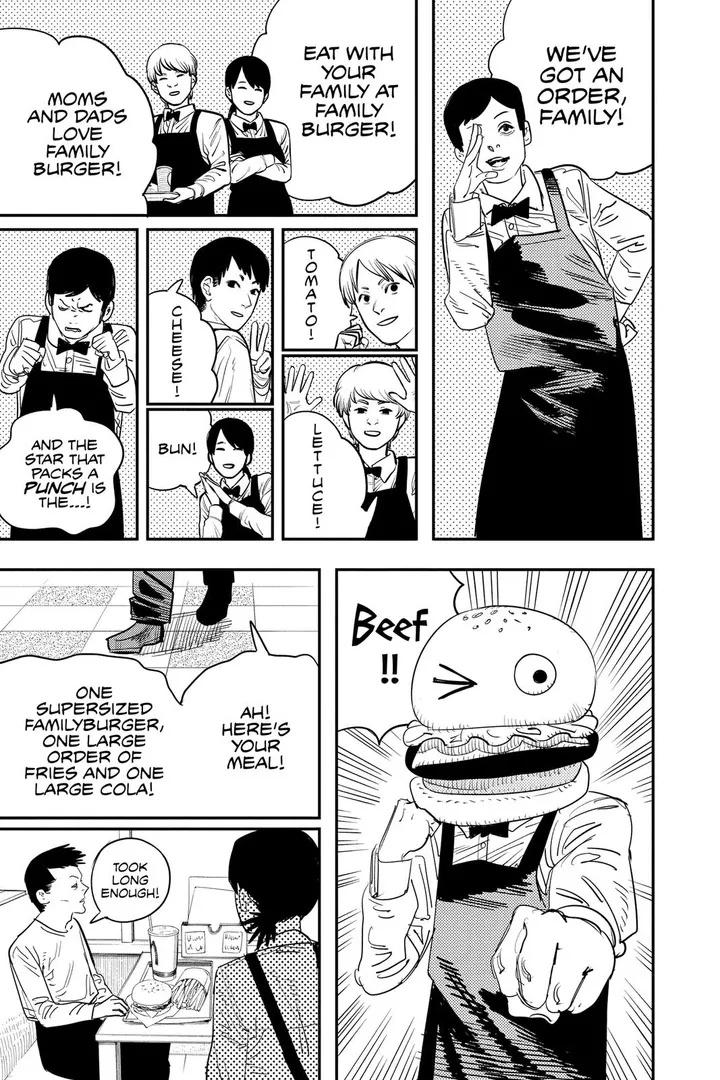 WE'VE
GOT AN
ORDER,
FAMILY!
EAT WITH
YOUR
FAMILY AT
FAMILY
BURGER!
MOMS
AND DADS
LOVE
FAMILY
BURGER!
TOMATO!
LETTUCE!
CHEESE!
BUN!
AND THE
STAR THAT
PACKS A
PUNCH IS
THE...!
Beef
!!
AH!
HERE'S
YOUR
MEAL!
ONE
SUPERSIZED
FAMILYBURGER,
ONE LARGE
ORDER OF
FRIES AND ONE
LARGE COLA!
TOOK
LONG
ENOUGH!